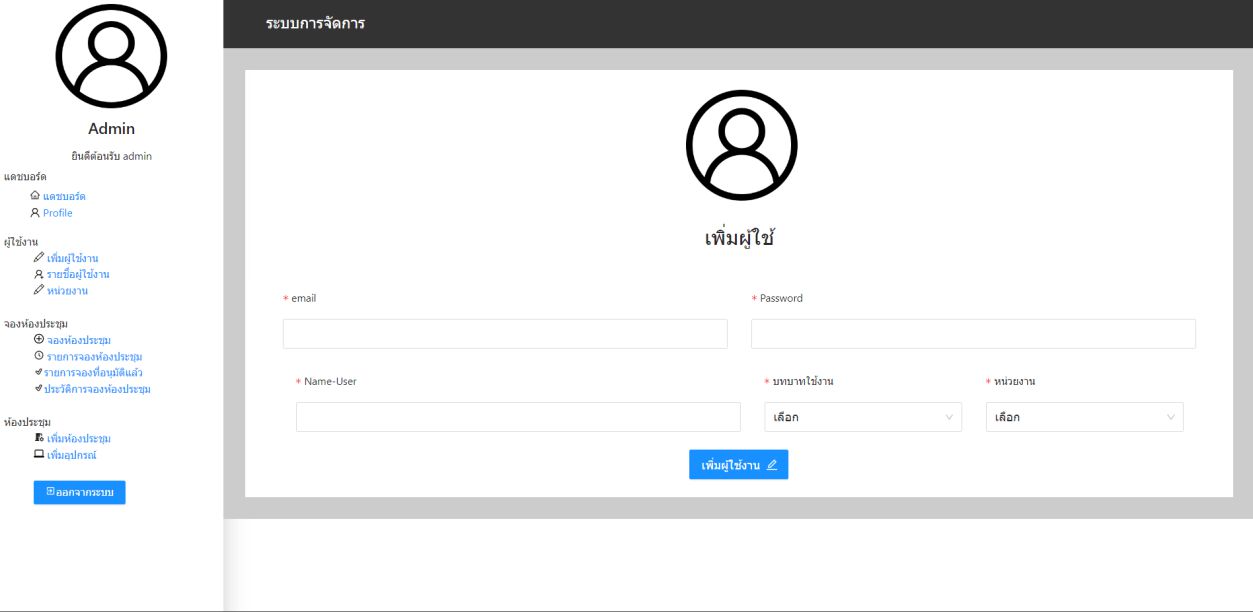 Admin
ยินดีต้อนรับ admin
แดชบอร์ด
แดชบอร์ด
Profile
ผู้ใช้งาน
เพิ่มผู้ใช้งาน
รายชื่อผู้ใช้งาน
หน่วยงาน
จองห้องประชุม
จองห้องประชุม
รายการจองห้องประชุม
รายการจองที่อนุมัติแล้ว
ประวัติการจองห้องประชุม
ห้องประชุม
เพิ่มห้องประชุม
เพิ่มอุปกรณ์
ออกจากระบบ
ระบบการจัดการ
เพิ่มผู้ใช้
* email
* Password
* Name-User
* บทบาทใช้งาน
* หน่วยงาน
เลือก
เลือก
เพิ่มผู้ใช้งาน